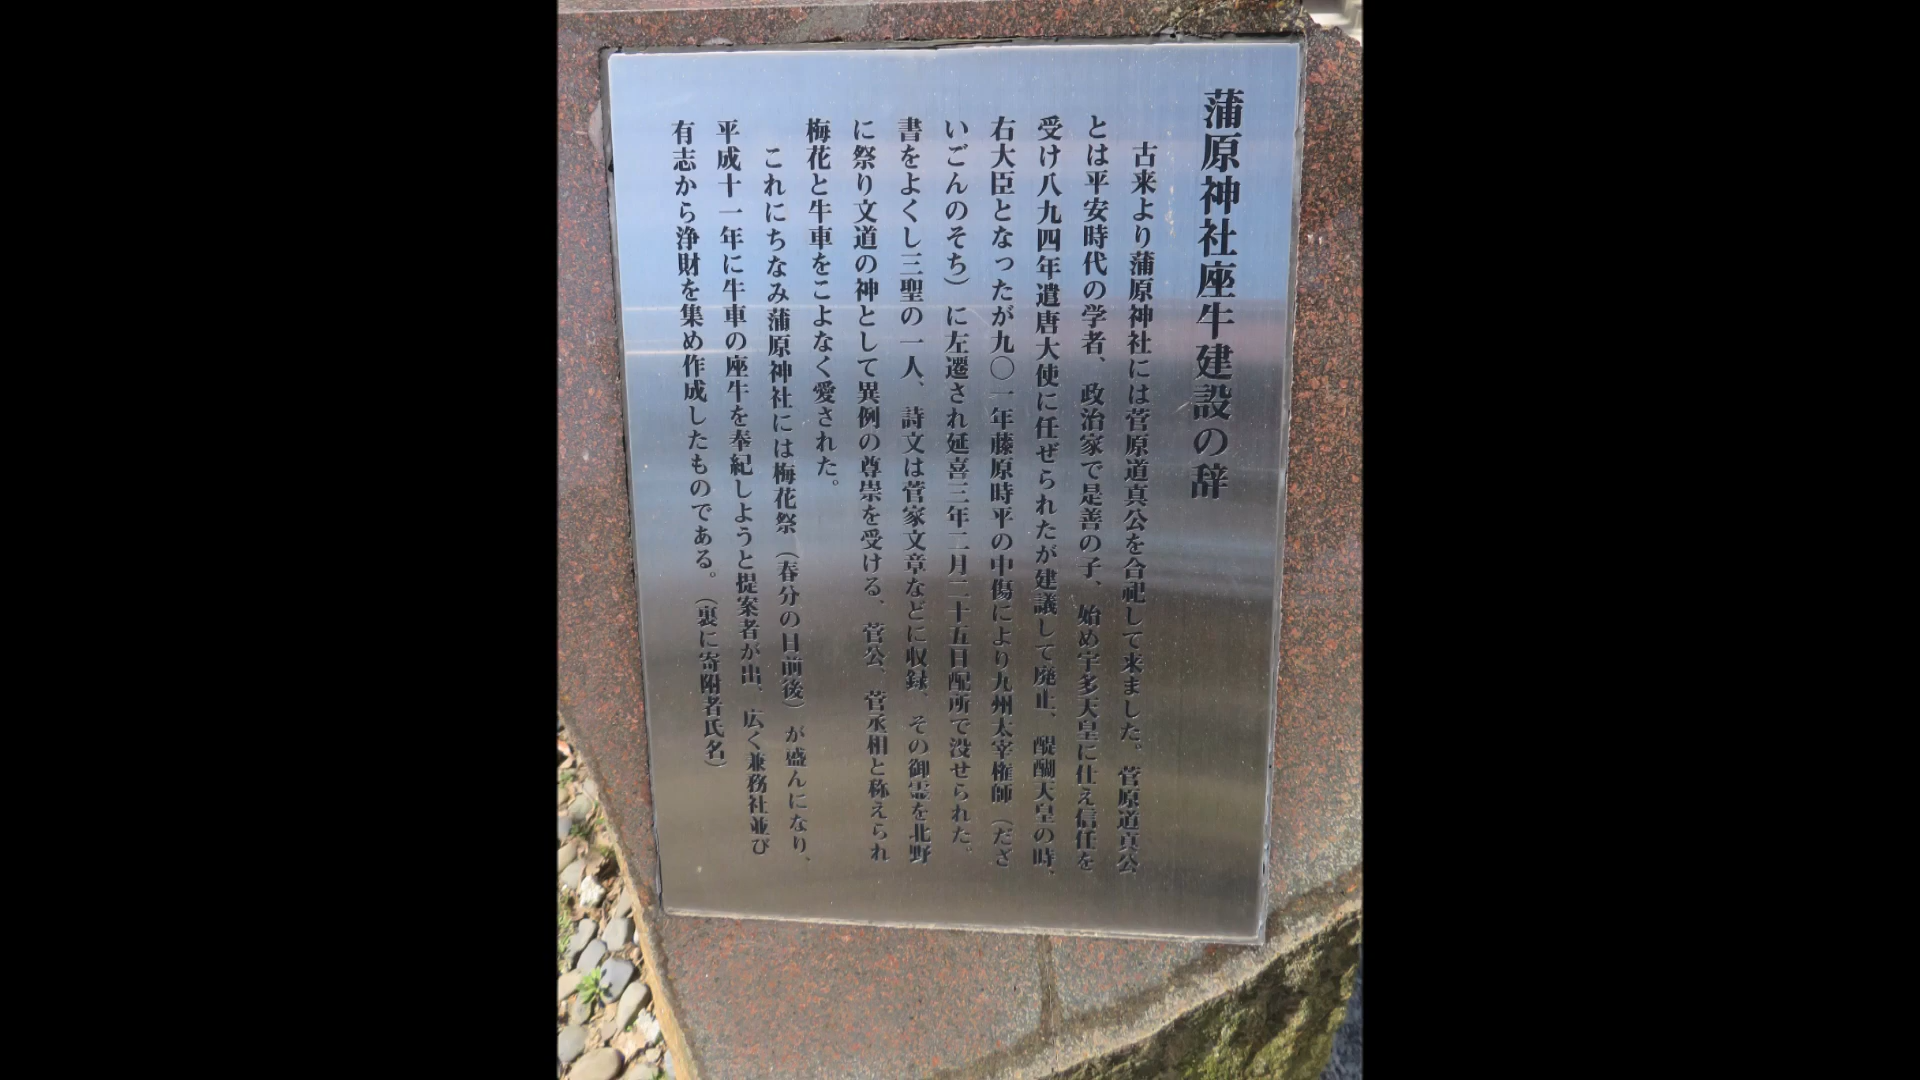 蒲原神社座牛建設の辞
古来より蒲原神社には菅原道真公を合祀して来ました。菅原道真公
とは平安時代の学者、政治家で是善の子、始め宇多天皇に仕え信任を
受け八九四年遣唐大使に任ぜられたが建議して廃止、醍醐天皇の時、
右大臣となったが九〇一年藤原時平の中傷により九州太宰権師（だざ
いごんのそち）に左遷され延喜三年二月二十五日配所で没せられた。
書をよくし三聖の一人、詩文は菅家文章などに収録、その御霊を北野
に祭り文道の神として異例の尊崇を受ける、菅公、菅丞相と称えられ
梅花と牛車をこよなく愛された。
これにちなみ蒲原神社には梅花祭（春分の日前後）が盛んになり、
平成十一年に牛車の座牛を奉紀しようと提案者が出、広く兼務社並び
有志から浄財を集め作成したものである。（裏に寄附者氏名）